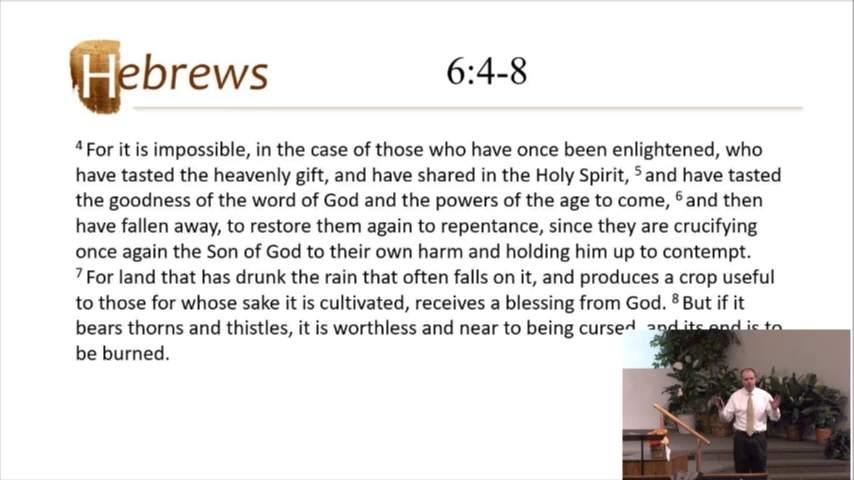 Hebrews
6:4-8
4 For it is impossible, in the case of those who have once been enlightened, who
have tasted the heavenly gift, and have shared in the Holy Spirit, 5 and have tasted
the goodness of the word of God and the powers of the age to come, 6 and then
have fallen away, to restore them again to repentance, since they are crucifying
once again the Son of God to their own harm and holding him up to contempt.
7 For land that has drunk the rain that often falls on it, and produces a crop useful
to those for whose sake it is cultivated, receives a blessing from God. 8 But if it
bears thorns and thistles, it is worthless and near to being cursed, and its end is to
be burned.